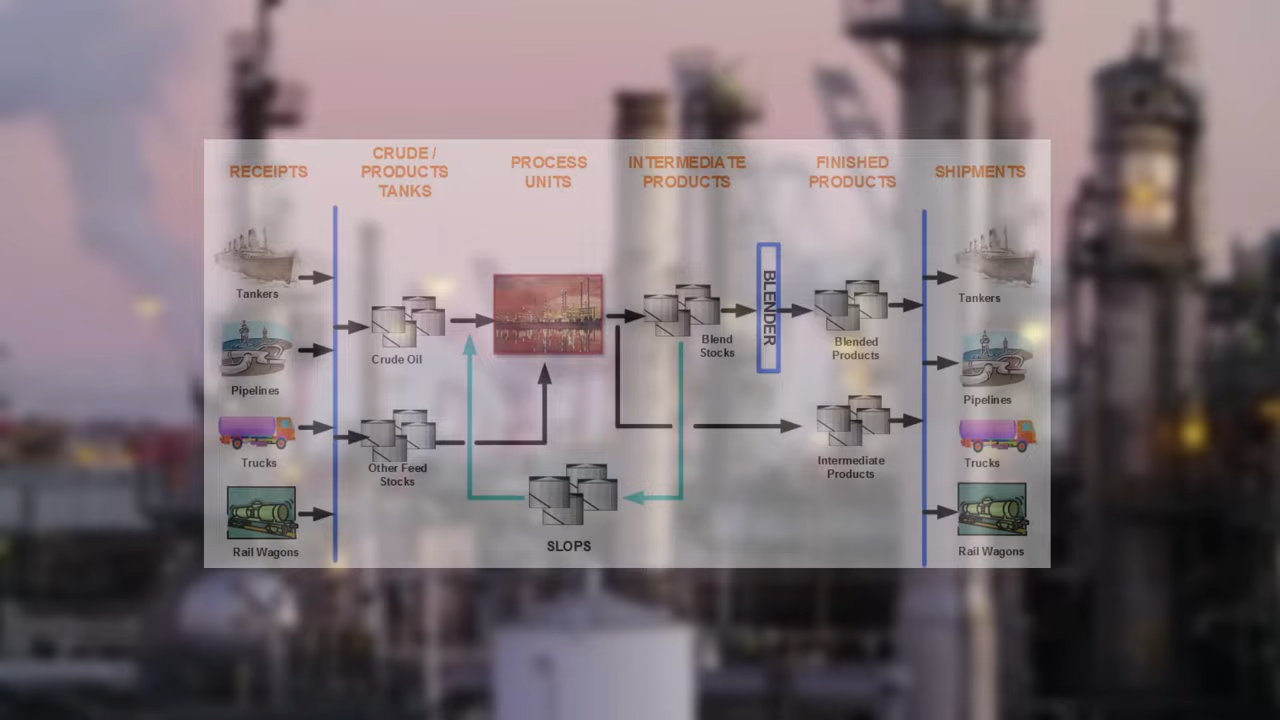 RECEIPTS
CRUDE /
PRODUCTS
TANKS
PROCESS
UNITS
INTERMEDIATE
PRODUCTS
FINISHED
PRODUCTS
SHIPMENTS
Tankers
Pipelines
Trucks
Rail Wagons
Crude Oil
Other Feed
Stocks
SLOPS
Blend
Stocks
BLENDER
Blended
Products
Intermediate
Products
Tankers
Pipelines
Trucks
Rail Wagons